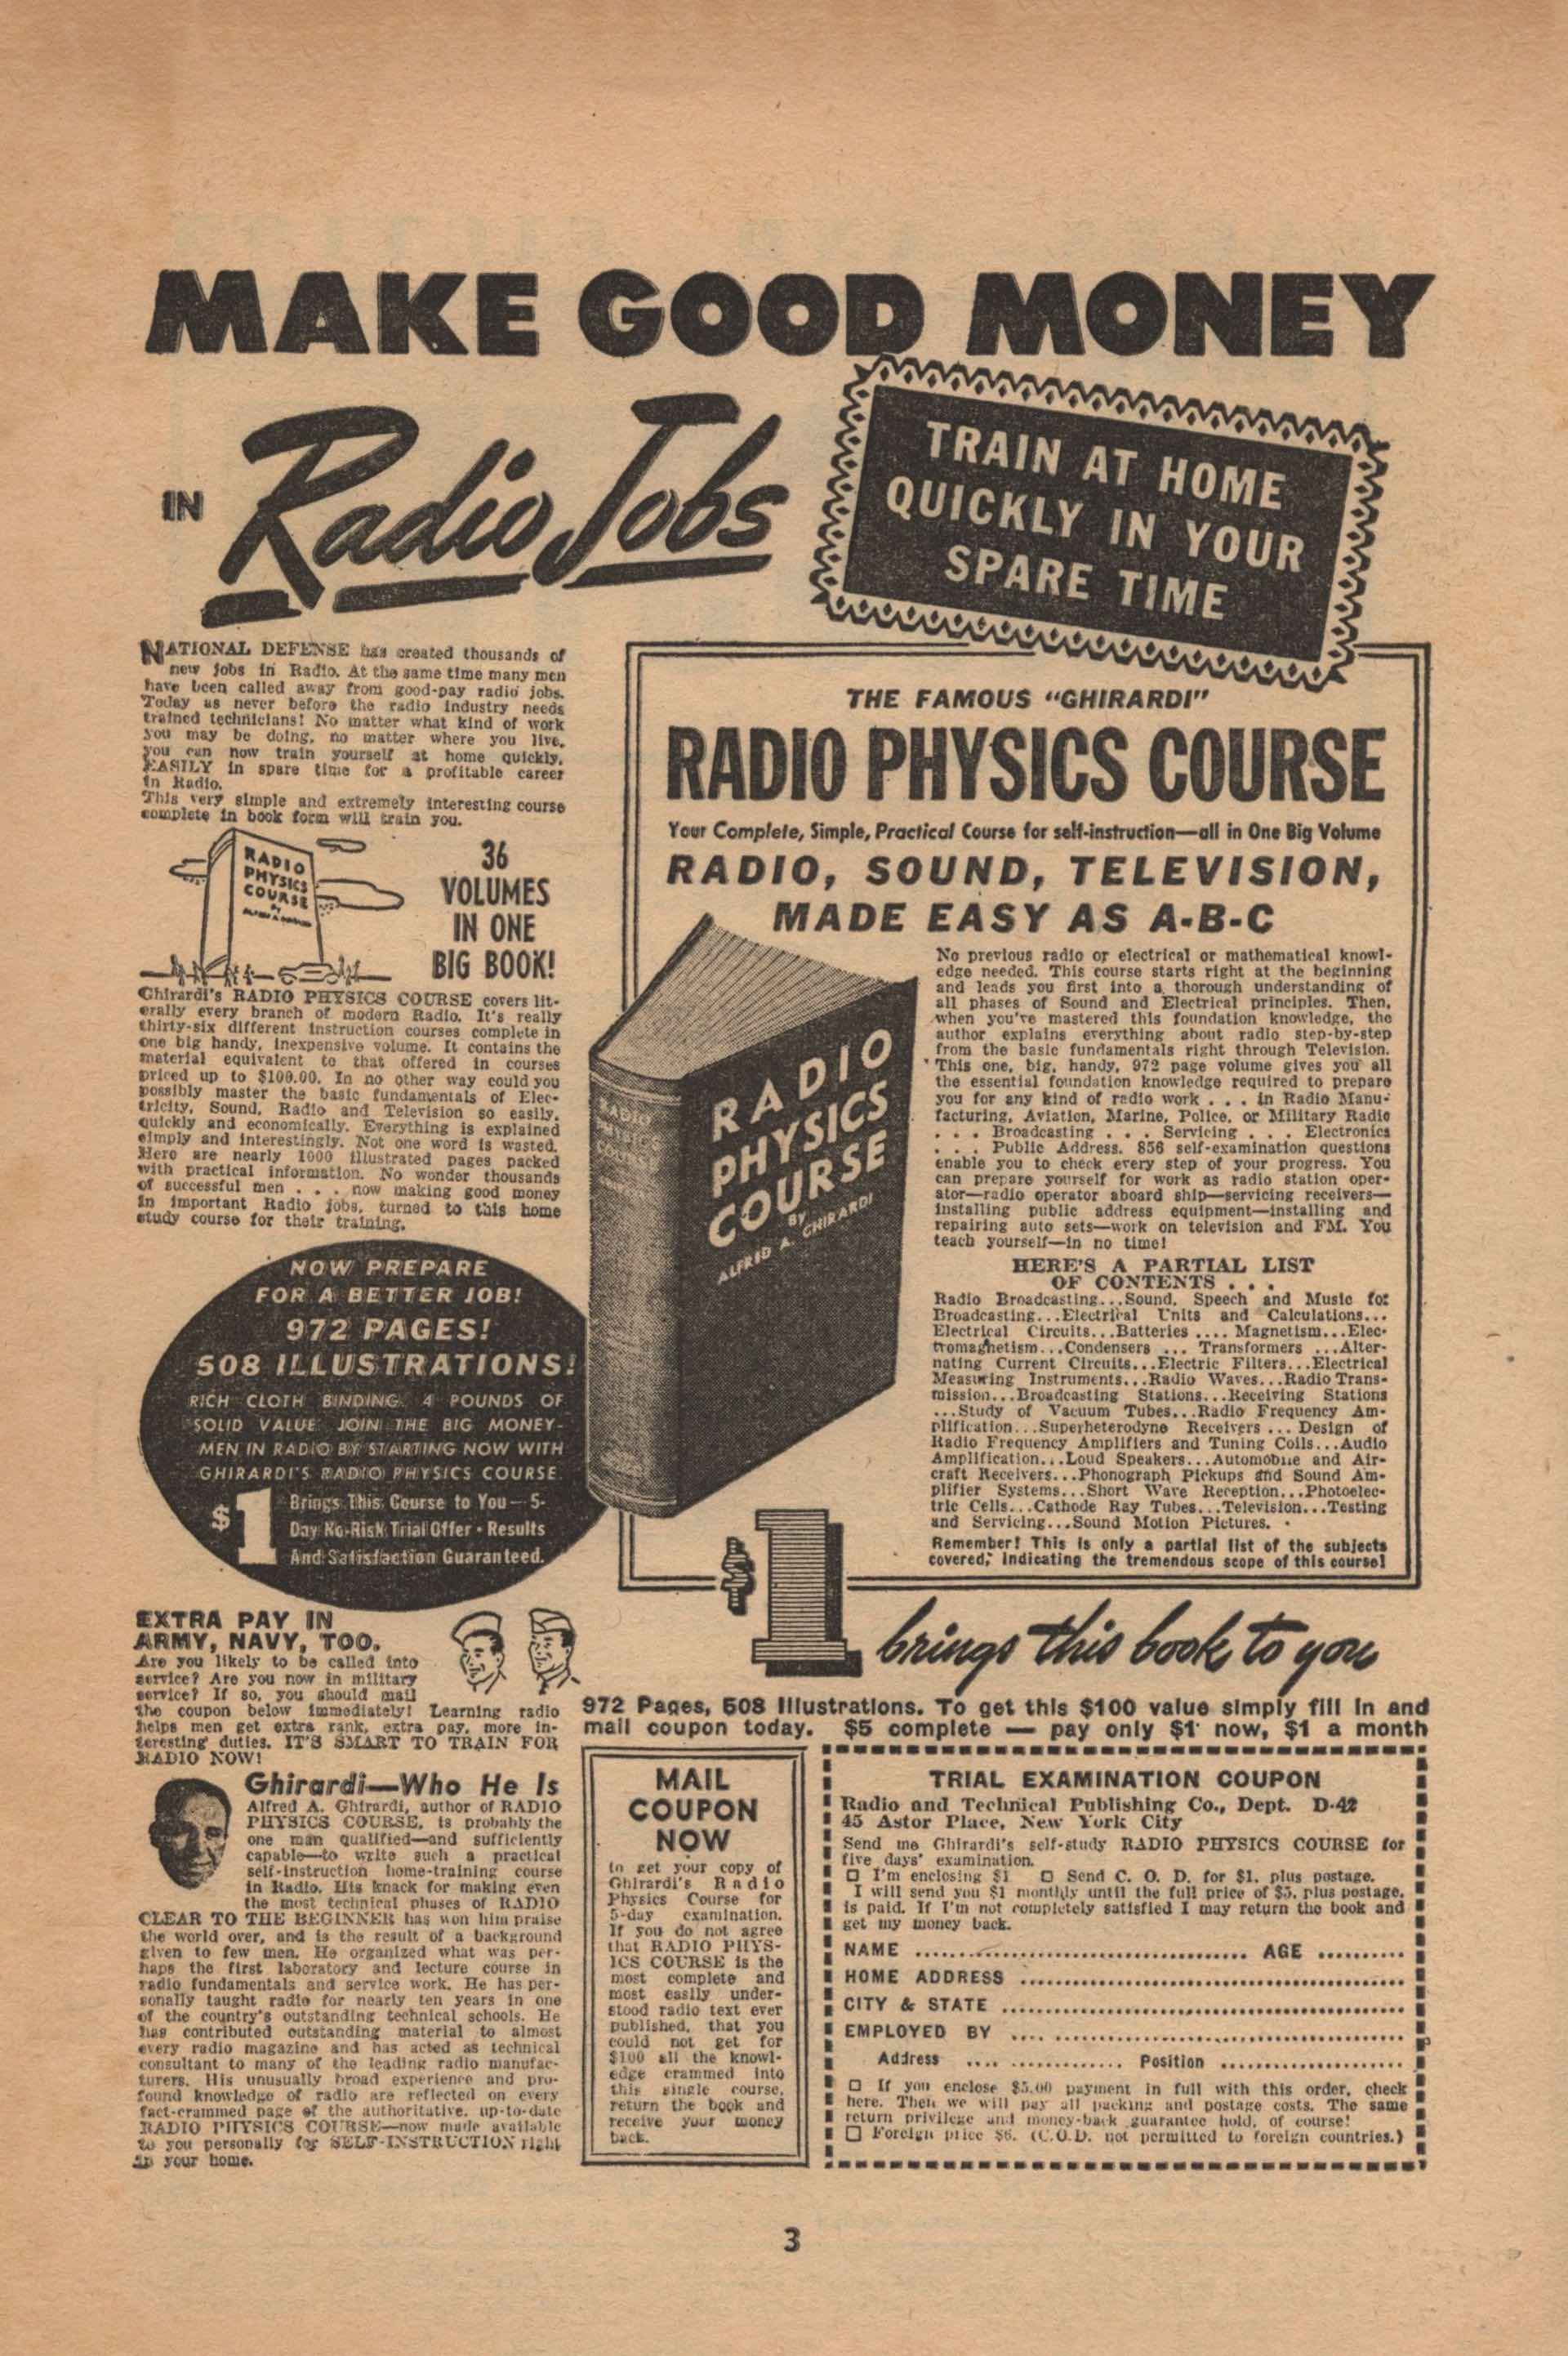 MAKE GOOD MONEY
IN Radio Jobs
TRAIN AT HOME
QUICKLY IN YOUR
SPARE TIME
NATIONAL DEFENSE has created thousands of
new jobs in Radio. At the same time many men
have been called away from good-pay radio jobs.
Today as never before the radio industry needs
trained technicians! No matter what kind of work
you may be doing, no matter where you live,
you can now train yourself at home quickly,
EASILY in spare time for a profitable career
in Radio.
This very simple and extremely interesting course
complete in book form will train you.
RADIO
PHYSICS
COURSE
BY
36
VOLUMES
IN ONE
BIG BOOK!
Ghirardi's RADIO PHYSICS COURSE covers lit-
erally every branch of modern Radio. It's really
thirty-six different instruction courses complete in
one big handy, inexpensive volume. It contains the
material equivalent to that offered in courses
priced up to $100.00. In no other way could you
possibly master the basic fundamentals of Elec-
tricity, Sound, Radio and Television so easily,
quickly and economically. Everything is explained
simply and interestingly. Not one word is wasted.
Here are nearly 1000 illustrated pages packed
with practical information. No wonder thousands
of successful men . . . now making good money
in important Radio jobs, turned to this home
study course for their training.
NOW PREPARE
FOR A BETTER JOB!
972 PAGES!
508 ILLUSTRATIONS!
RICH CLOTH BINDING. 4 POUNDS OF
SOLID VALUE. JOIN THE BIG MONEY-
MEN IN RADIO BY STARTING NOW WITH
GHIRARDI'S RADIO PHYSICS COURSE.
$1 Brings This Course to You—5-
Day No-Risk Trial Offer • Results
And Satisfaction Guaranteed.
EXTRA PAY IN
ARMY, NAVY, TOO.
Are you likely to be called into
service? Are you now in military
service? If so, you should mail
the coupon below immediately! Learning radio
helps men get extra rank, extra pay, more in-
teresting duties. IT'S SMART TO TRAIN FOR
RADIO NOW!
Ghirardi—Who He Is
Alfred A. Ghirardi, author of RADIO
PHYSICS COURSE, is probably the
one man qualified—and sufficiently
capable—to write such a practical
self-instruction home-training course
in Radio. His knack for making even
the most technical phases of RADIO
CLEAR TO THE BEGINNER has won him praise
the world over, and is the result of a background
given to few men. He organized what was per-
haps the first laboratory and lecture course in
radio fundamentals and service work. He has per-
sonally taught radio for nearly ten years in one
of the country's outstanding technical schools. He
has contributed outstanding material to almost
every radio magazine and has acted as technical
consultant to many of the leading radio manufac-
turers. His unusually broad experience and pro-
found knowledge of radio are reflected on every
fact-crammed page of the authoritative, up-to-date
RADIO PHYSICS COURSE—now made available
to you personally for SELF-INSTRUCTION right
in your home.
THE FAMOUS "GHIRARDI"
RADIO PHYSICS COURSE
Your Complete, Simple, Practical Course for self-instruction—all in One Big Volume
RADIO, SOUND, TELEVISION,
MADE EASY AS A-B-C
RADIO
PHYSICS
COURSE
RADIO
PHYSICS
COURSE
BY
ALFRED A. GHIRARDI
No previous radio or electrical or mathematical knowl-
edge needed. This course starts right at the beginning
and leads you first into a thorough understanding of
all phases of Sound and Electrical principles. Then,
when you've mastered this foundation knowledge, the
author explains everything about radio step-by-step
from the basic fundamentals right through Television.
This one, big, handy, 972 page volume gives you all
the essential foundation knowledge required to prepare
you for any kind of radio work . . . in Radio Manu-
facturing, Aviation, Marine, Police, or Military Radio
. . . Broadcasting . . . Servicing . . . Electronics
. . . Public Address. 856 self-examination questions
enable you to check every step of your progress. You
can prepare yourself for work as radio station oper-
ator—radio operator aboard ship—servicing receivers—
installing public address equipment—installing and
repairing auto sets—work on television and FM. You
teach yourself—in no time!
HERE'S A PARTIAL LIST
OF CONTENTS . . .
Radio Broadcasting...Sound, Speech and Music for
Broadcasting...Electrical Units and Calculations...
Electrical Circuits...Batteries .... Magnetism...Elec-
tromagnetism...Condensers ... Transformers ...Alter-
nating Current Circuits...Electric Filters...Electrical
Measuring Instruments...Radio Waves...Radio Trans-
mission...Broadcasting Stations...Receiving Stations
...Study of Vacuum Tubes...Radio Frequency Am-
plification...Superheterodyne Receivers ... Design of
Radio Frequency Amplifiers and Tuning Coils...Audio
Amplification...Loud Speakers...Automobile and Air-
craft Receivers...Phonograph Pickups and Sound Am-
plifier Systems...Short Wave Reception...Photoelec-
tric Cells...Cathode Ray Tubes...Television...Testing
and Servicing...Sound Motion Pictures.
Remember! This is only a partial list of the subjects
covered, indicating the tremendous scope of this course!
$1 brings this book to you
972 Pages, 508 Illustrations. To get this $100 value simply fill in and
mail coupon today. $5 complete — pay only $1 now, $1 a month
MAIL
COUPON
NOW
to get your copy of
Ghirardi's Radio
Physics Course for
5-day examination.
If you do not agree
that RADIO PHYS-
ICS COURSE is the
most complete and
most easily under-
stood radio text ever
published, that you
could not get for
$100 all the knowl-
edge crammed into
this single course,
return the book and
receive your money
back.
TRIAL EXAMINATION COUPON
Radio and Technical Publishing Co., Dept. D-42
45 Astor Place, New York City
Send me Ghirardi's self-study RADIO PHYSICS COURSE for
five days' examination.
☐ I'm enclosing $1 ☐ Send C. O. D. for $1, plus postage.
I will send you $1 monthly until the full price of $5, plus postage,
is paid. If I'm not completely satisfied I may return the book and
get my money back.
NAME .................................... AGE ..........
HOME ADDRESS ..........................................
CITY & STATE ............................................
EMPLOYED BY .... ......................................
Address .... ............. Position .....................
☐ If you enclose $5.00 payment in full with this order, check
here. Then we will pay all packing and postage costs. The same
return privilege and money-back guarantee hold, of course!
☐ Foreign price $6. (C.O.D. not permitted to foreign countries.)
3